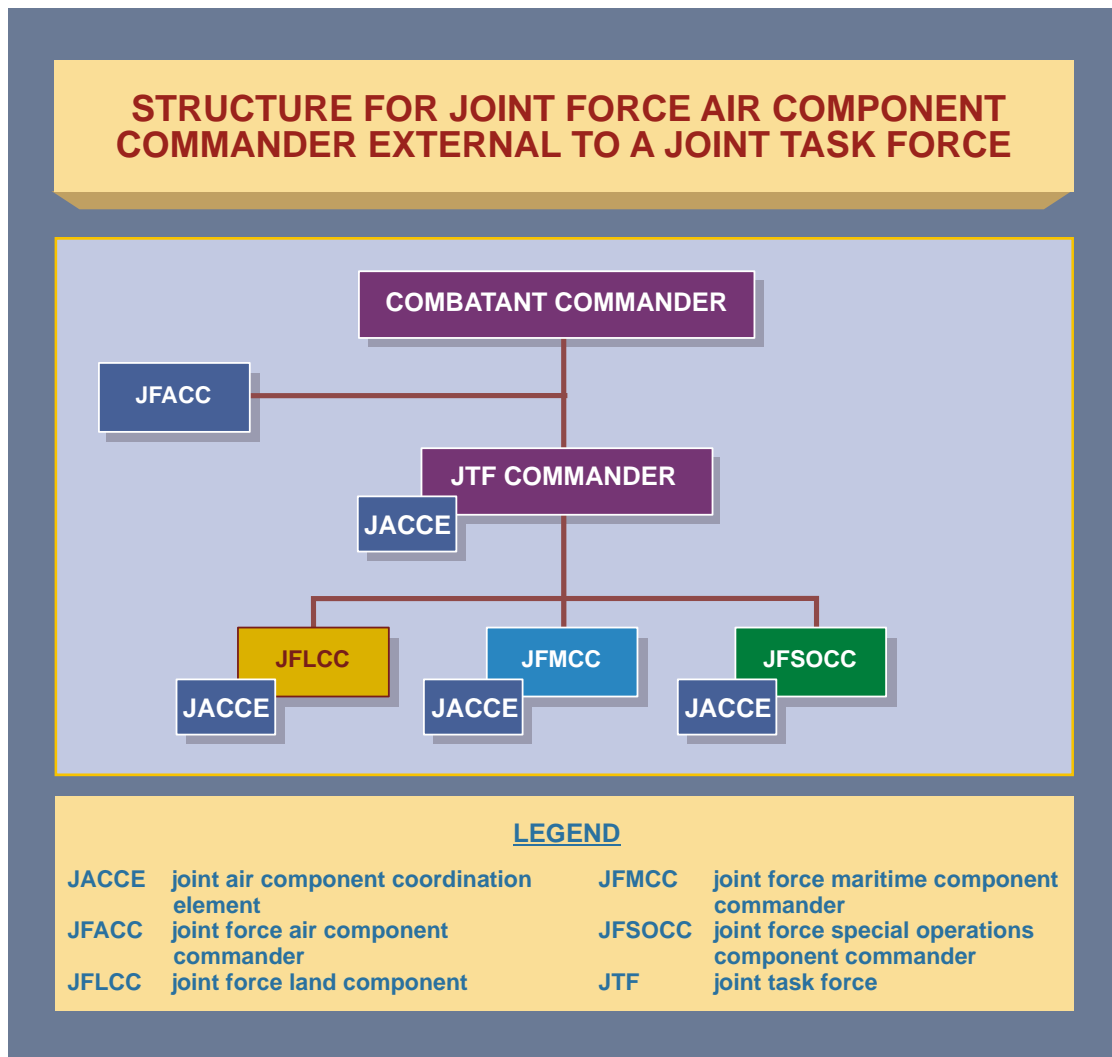 STRUCTURE FOR JOINT FORCE AIR COMPONENT
COMMANDER EXTERNAL TO A JOINT TASK FORCE
COMBATANT COMMANDER
JFACC
JTF COMMANDER
JACCE
JFLCC
JFMCC
JFSOCC
JACCE
JACCE
JACCE
LEGEND
JACCE joint air component coordination
element
JFACC joint force air component
commander
JFLCC joint force land component
JFMCC joint force maritime component
commander
JFSOCC joint force special operations
component commander
JTF joint task force